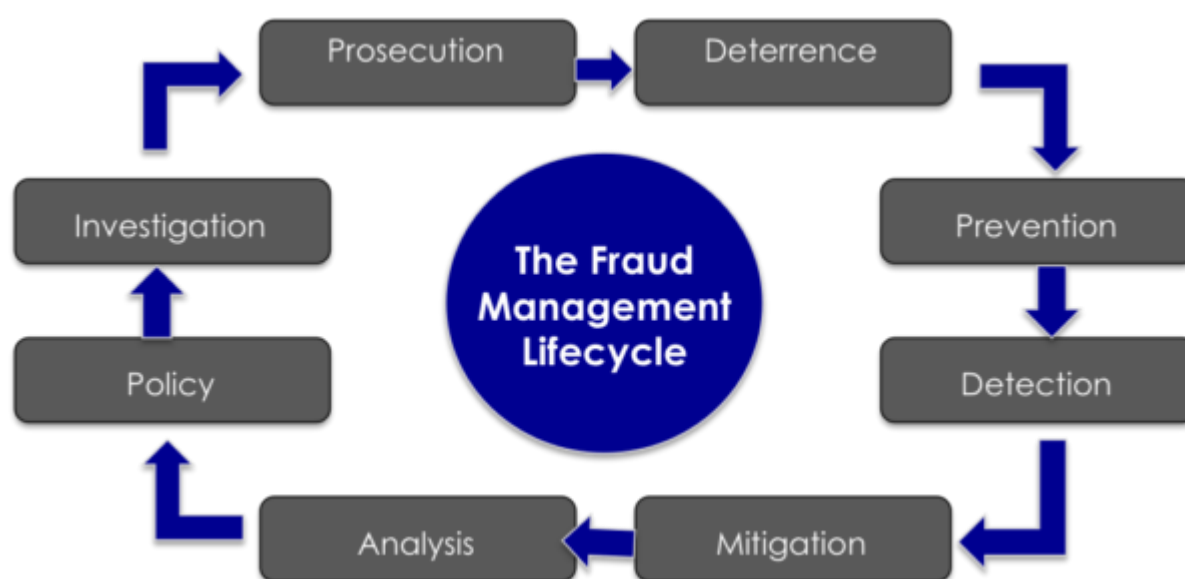 Prosecution
Deterrence
Investigation
Prevention
The Fraud
Management
Lifecycle
Policy
Detection
Analysis
Mitigation